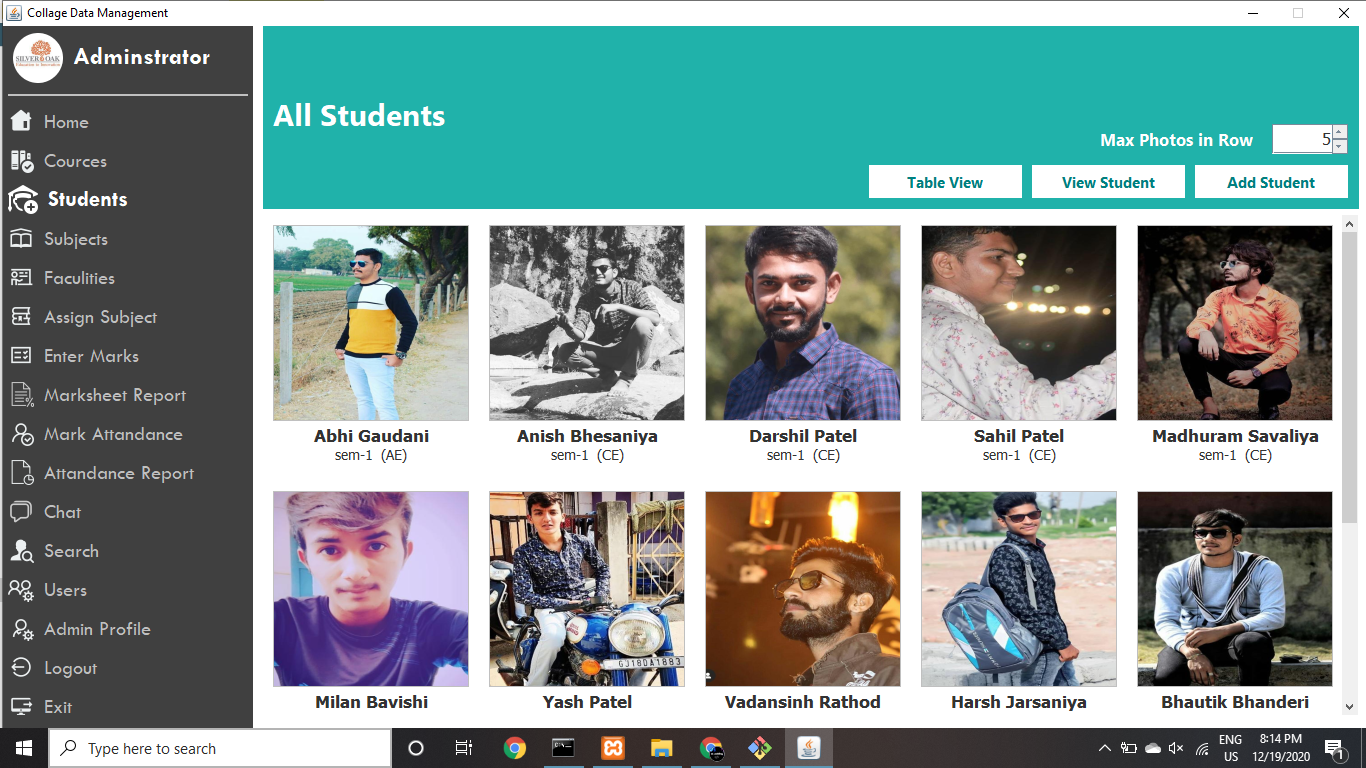 Collage Data Management
SILVER OAK
Education to Innovation
Adminstrator
Home
Cources
Students
Subjects
Faculities
Assign Subject
Enter Marks
Marksheet Report
Mark Attandance
Attandance Report
Chat
Search
Users
Admin Profile
Logout
Exit
All Students
Max Photos in Row 5
Table View View Student Add Student
Abhi Gaudani Anish Bhesaniya Darshil Patel Sahil Patel Madhuram Savaliya
sem-1 (AE) sem-1 (CE) sem-1 (CE) sem-1 (CE) sem-1 (CE)
GJ18DA1883
Milan Bavishi Yash Patel Vadansinh Rathod Harsh Jarsaniya Bhautik Bhanderi
Type here to search
ENG 8:14 PM
US 12/19/2020
1